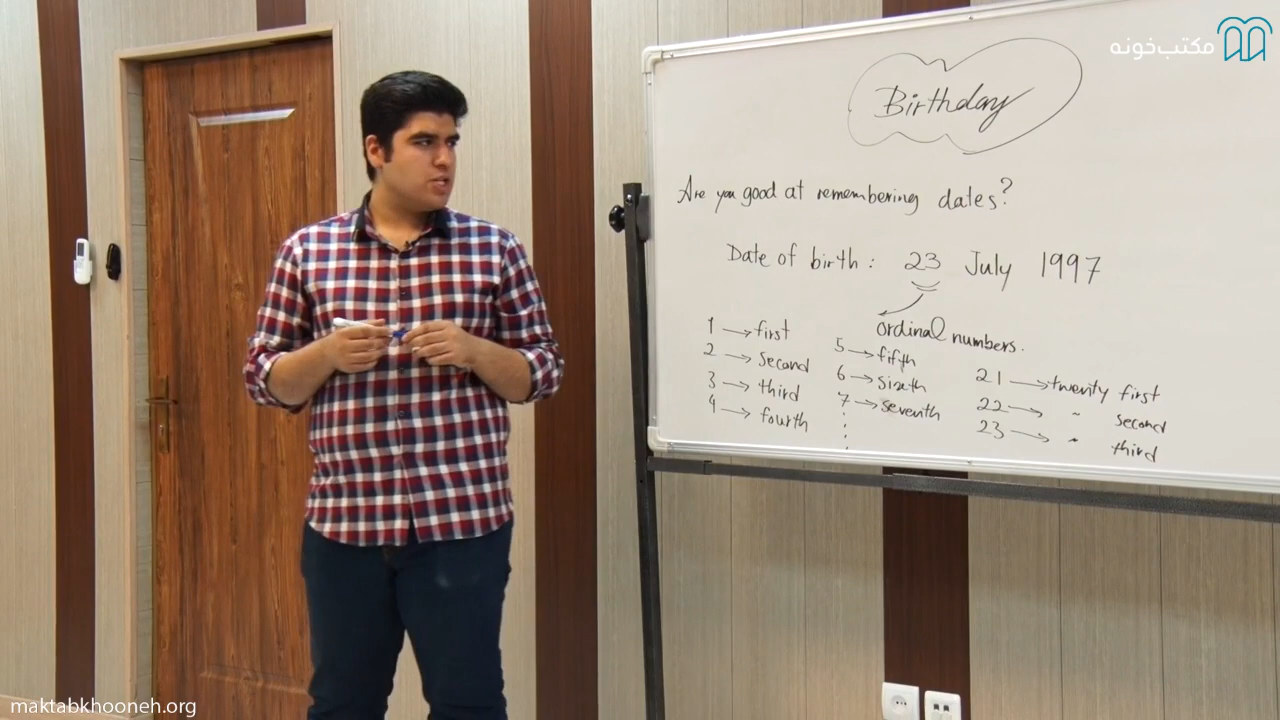 مکتب‌خونه
Birthday
Are you good at remembering dates?
Date of birth : 23 July 1997
ordinal numbers.
1 → first
2 → second
3 → third
4 → fourth
5 → fifth
6 → sixth
7 → seventh
21 → twenty first
22 → " second
23 → " third
maktabkhooneh.org